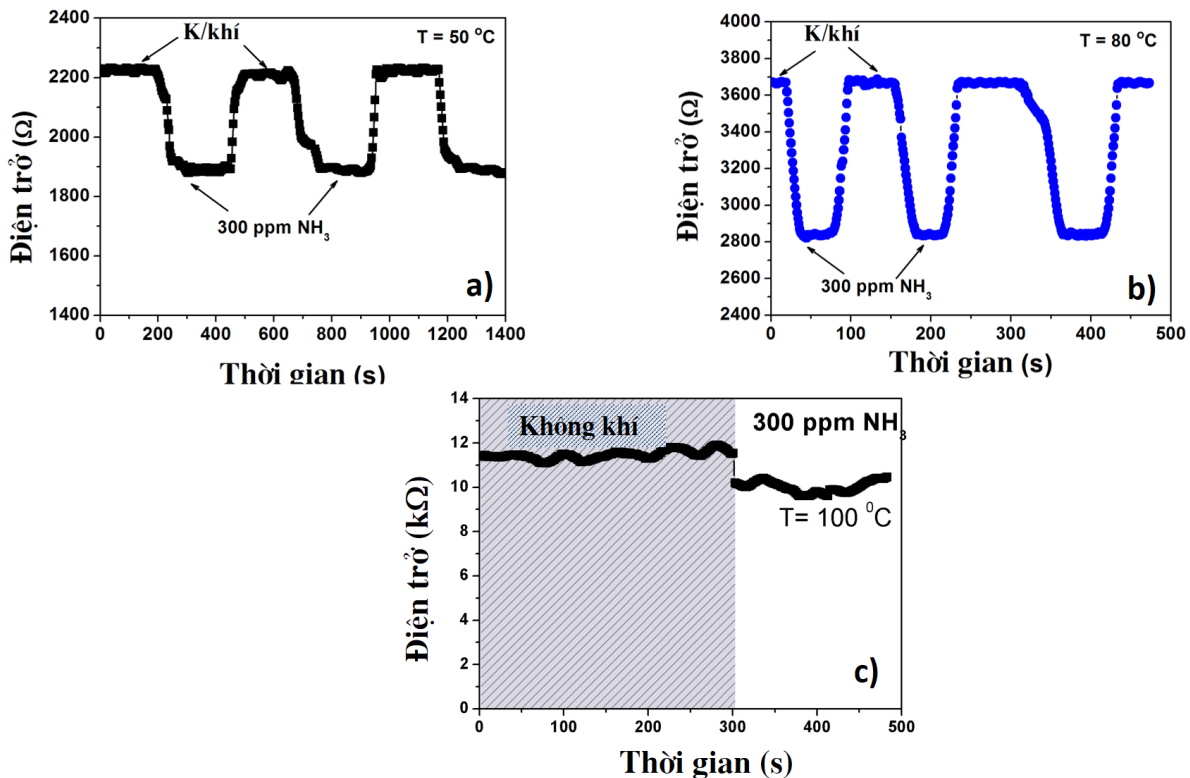 2400
2200
2000
1800
1600
1400
0 200 400 600 800 1000 1200 1400
Điện trở (Ω)
Thời gian (s)
K/khí
T = 50 °C
300 ppm NH₃
a)
4000
3800
3600
3400
3200
3000
2800
2600
2400
0 100 200 300 400 500
Điện trở (Ω)
Thời gian (s)
K/khí
T = 80 °C
300 ppm NH₃
b)
14
12
10
8
6
4
2
0
0 100 200 300 400 500
Điện trở (kΩ)
Thời gian (s)
Không khí
300 ppm NH₃
T= 100 ⁰C
c)